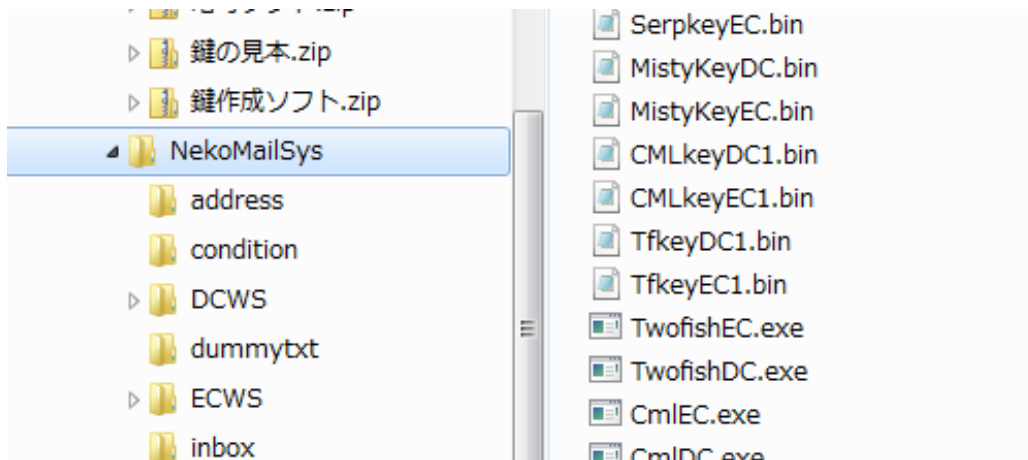 鍵の見本.zip
鍵作成ソフト.zip
NekoMailSys
address
condition
DCWS
dummytxt
ECWS
inbox
SerpkeyEC.bin
MistyKeyDC.bin
MistyKeyEC.bin
CMLkeyDC1.bin
CMLkeyEC1.bin
TfkeyDC1.bin
TfkeyEC1.bin
TwofishEC.exe
TwofishDC.exe
CmlEC.exe
CmlDC.exe